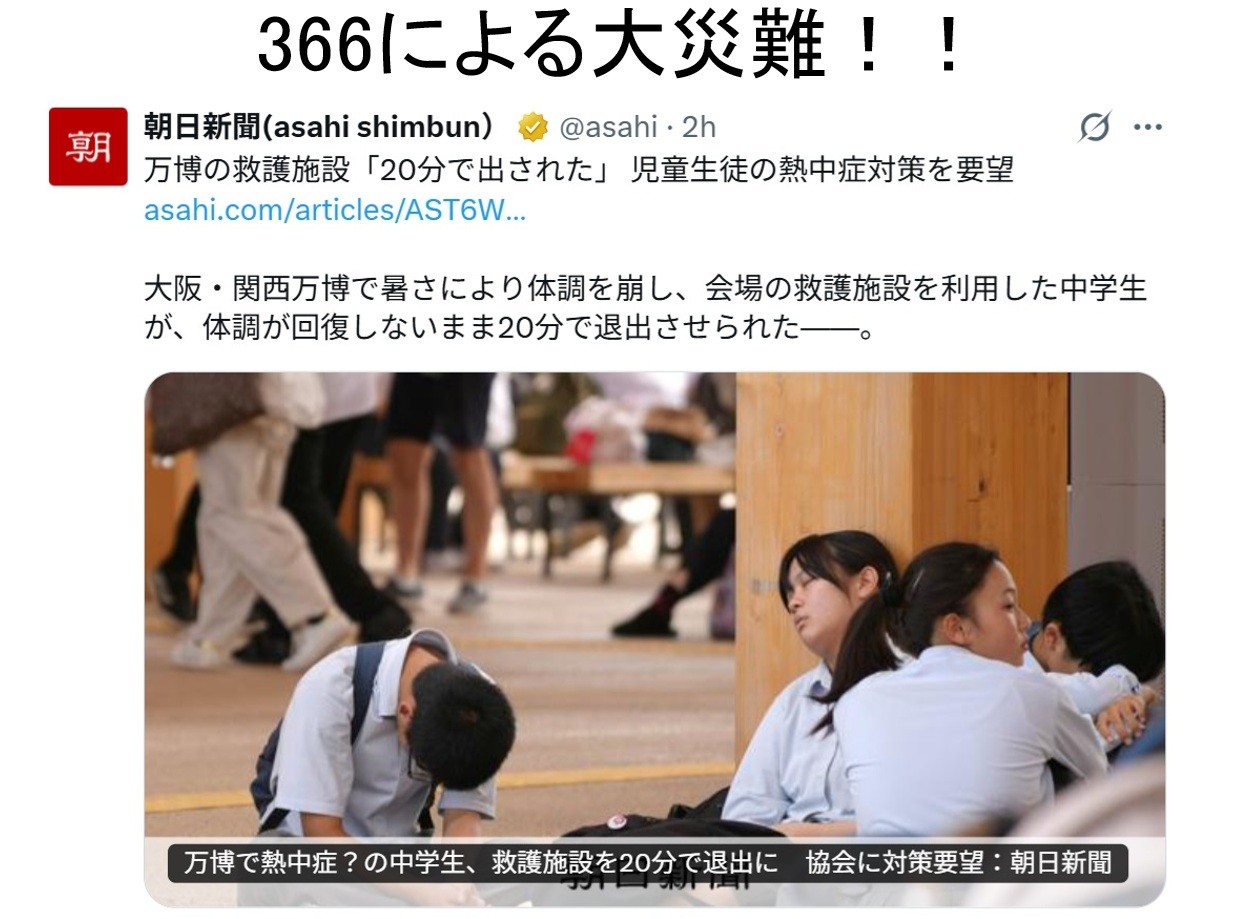 366による大災難！！
朝
朝日新聞(asahi shimbun） @asahi · 2h
万博の救護施設「20分で出された」 児童生徒の熱中症対策を要望
asahi.com/articles/AST6W...
大阪・関西万博で暑さにより体調を崩し、会場の救護施設を利用した中学生
が、体調が回復しないまま20分で退出させられた――。
万博で熱中症？の中学生、救護施設を20分で退出に　協会に対策要望：朝日新聞
朝日新聞